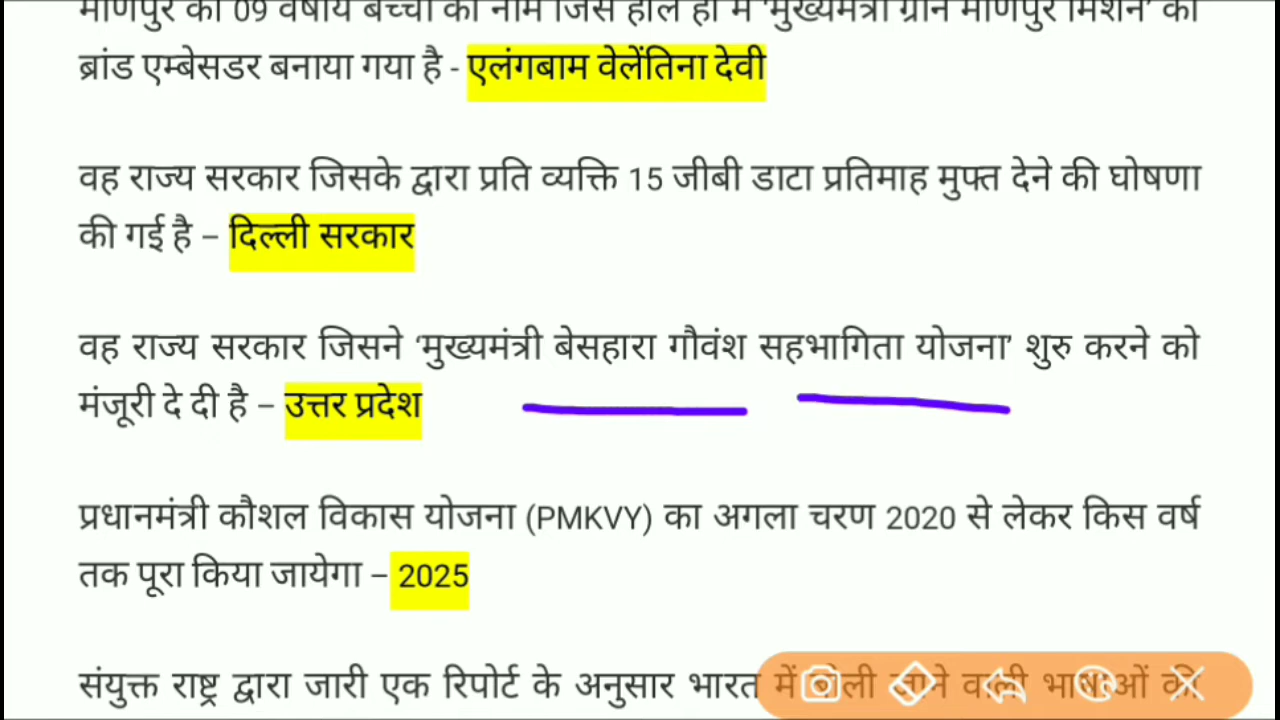 मणिपुर की 09 वर्षीय बच्ची का नाम जिसे हाल ही में ‘मुख्यमंत्री ग्रीन मणिपुर मिशन’ का
ब्रांड एम्बेसडर बनाया गया है - एलंगबाम वेलेंतिना देवी
वह राज्य सरकार जिसके द्वारा प्रति व्यक्ति 15 जीबी डाटा प्रतिमाह मुफ्त देने की घोषणा
की गई है – दिल्ली सरकार
वह राज्य सरकार जिसने ‘मुख्यमंत्री बेसहारा गौवंश सहभागिता योजना’ शुरु करने को
मंजूरी दे दी है – उत्तर प्रदेश
प्रधानमंत्री कौशल विकास योजना (PMKVY) का अगला चरण 2020 से लेकर किस वर्ष
तक पूरा किया जायेगा – 2025
संयुक्त राष्ट्र द्वारा जारी एक रिपोर्ट के अनुसार भारत में बोली जाने वाली भाषाओं की